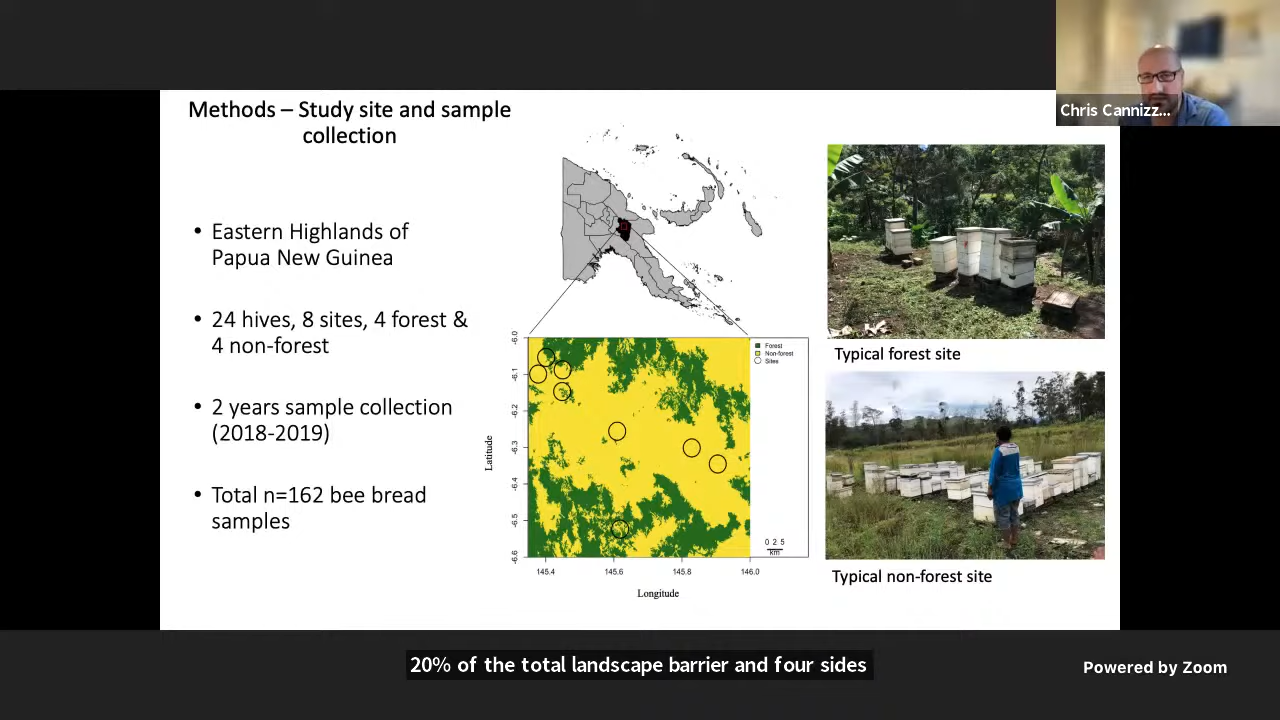 Chris Cannizz...
Methods – Study site and sample
collection
• Eastern Highlands of
Papua New Guinea
• 24 hives, 8 sites, 4 forest &
4 non-forest
• 2 years sample collection
(2018-2019)
• Total n=162 bee bread
samples
Forest
Non-forest
Sites
-6.0
-6.1
-6.2
-6.3
-6.4
-6.5
-6.6
Latitude
0 2 5
km
145.4
145.6
145.8
146.0
Longitude
Typical forest site
Typical non-forest site
20% of the total landscape barrier and four sides
Powered by Zoom